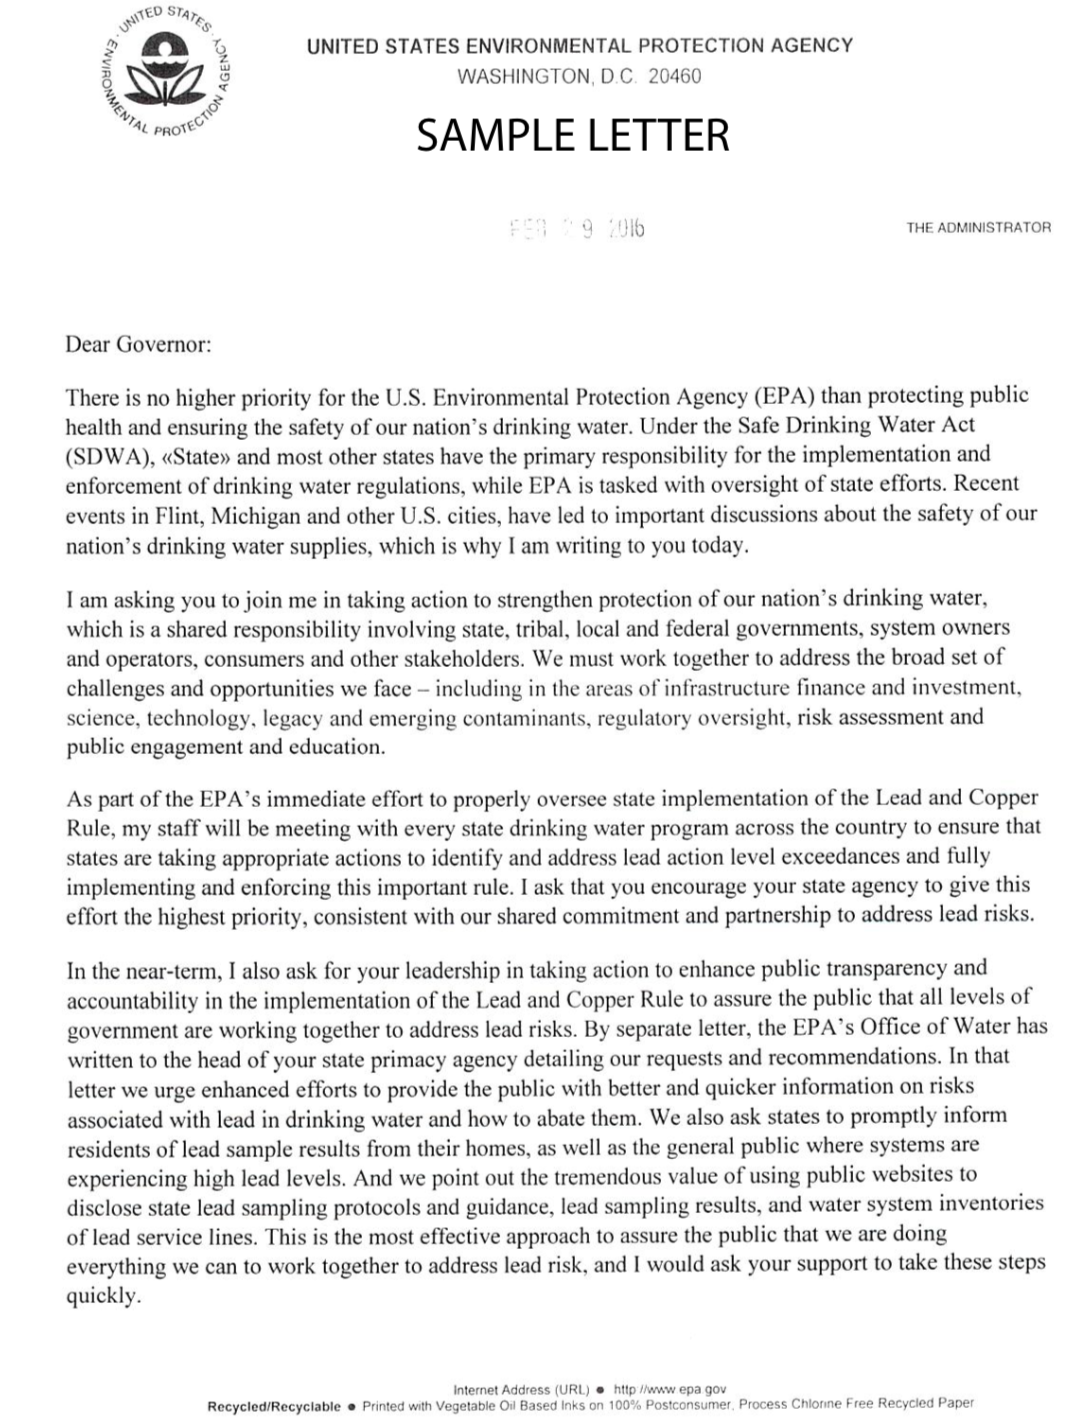 UNITED STATES
ENVIRONMENTAL PROTECTION AGENCY
UNITED STATES ENVIRONMENTAL PROTECTION AGENCY
WASHINGTON, D.C. 20460
SAMPLE LETTER
FEB 29 2016
THE ADMINISTRATOR
Dear Governor:
There is no higher priority for the U.S. Environmental Protection Agency (EPA) than protecting public
health and ensuring the safety of our nation's drinking water. Under the Safe Drinking Water Act
(SDWA), «State» and most other states have the primary responsibility for the implementation and
enforcement of drinking water regulations, while EPA is tasked with oversight of state efforts. Recent
events in Flint, Michigan and other U.S. cities, have led to important discussions about the safety of our
nation's drinking water supplies, which is why I am writing to you today.
I am asking you to join me in taking action to strengthen protection of our nation's drinking water,
which is a shared responsibility involving state, tribal, local and federal governments, system owners
and operators, consumers and other stakeholders. We must work together to address the broad set of
challenges and opportunities we face – including in the areas of infrastructure finance and investment,
science, technology, legacy and emerging contaminants, regulatory oversight, risk assessment and
public engagement and education.
As part of the EPA's immediate effort to properly oversee state implementation of the Lead and Copper
Rule, my staff will be meeting with every state drinking water program across the country to ensure that
states are taking appropriate actions to identify and address lead action level exceedances and fully
implementing and enforcing this important rule. I ask that you encourage your state agency to give this
effort the highest priority, consistent with our shared commitment and partnership to address lead risks.
In the near-term, I also ask for your leadership in taking action to enhance public transparency and
accountability in the implementation of the Lead and Copper Rule to assure the public that all levels of
government are working together to address lead risks. By separate letter, the EPA's Office of Water has
written to the head of your state primacy agency detailing our requests and recommendations. In that
letter we urge enhanced efforts to provide the public with better and quicker information on risks
associated with lead in drinking water and how to abate them. We also ask states to promptly inform
residents of lead sample results from their homes, as well as the general public where systems are
experiencing high lead levels. And we point out the tremendous value of using public websites to
disclose state lead sampling protocols and guidance, lead sampling results, and water system inventories
of lead service lines. This is the most effective approach to assure the public that we are doing
everything we can to work together to address lead risk, and I would ask your support to take these steps
quickly.
Internet Address (URL) ● http://www.epa.gov
Recycled/Recyclable ● Printed with Vegetable Oil Based Inks on 100% Postconsumer, Process Chlorine Free Recycled Paper